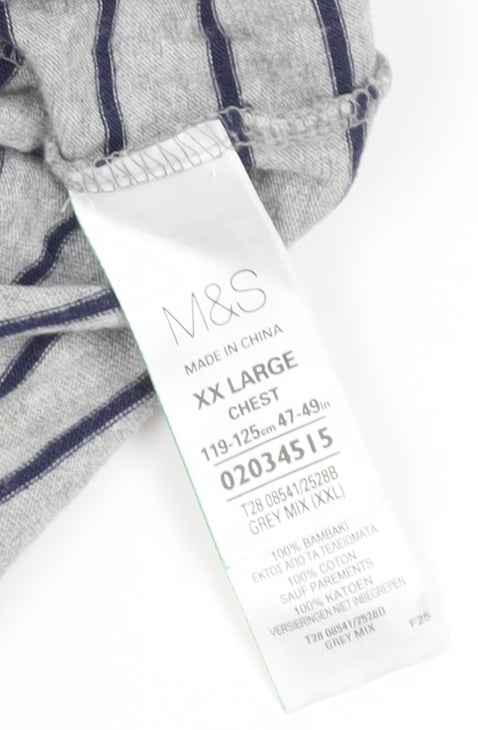 M&S
MADE IN CHINA
XX LARGE
CHEST
119-125cm 47-49in
02034515
T28 08541/2528B
GREY MIX (XXL)
100% ΒΑΜΒΑΚΙ
ΕΚΤΟΣ ΑΠΟ ΤΑ ΤΕΛΕΙΩΜΑΤΑ
100% COTON
SAUF PAREMENTS
100% KATOEN
VERSIERINGEN NIET INBEGREPEN
T28 08541/2528B
GREY MIX
F25